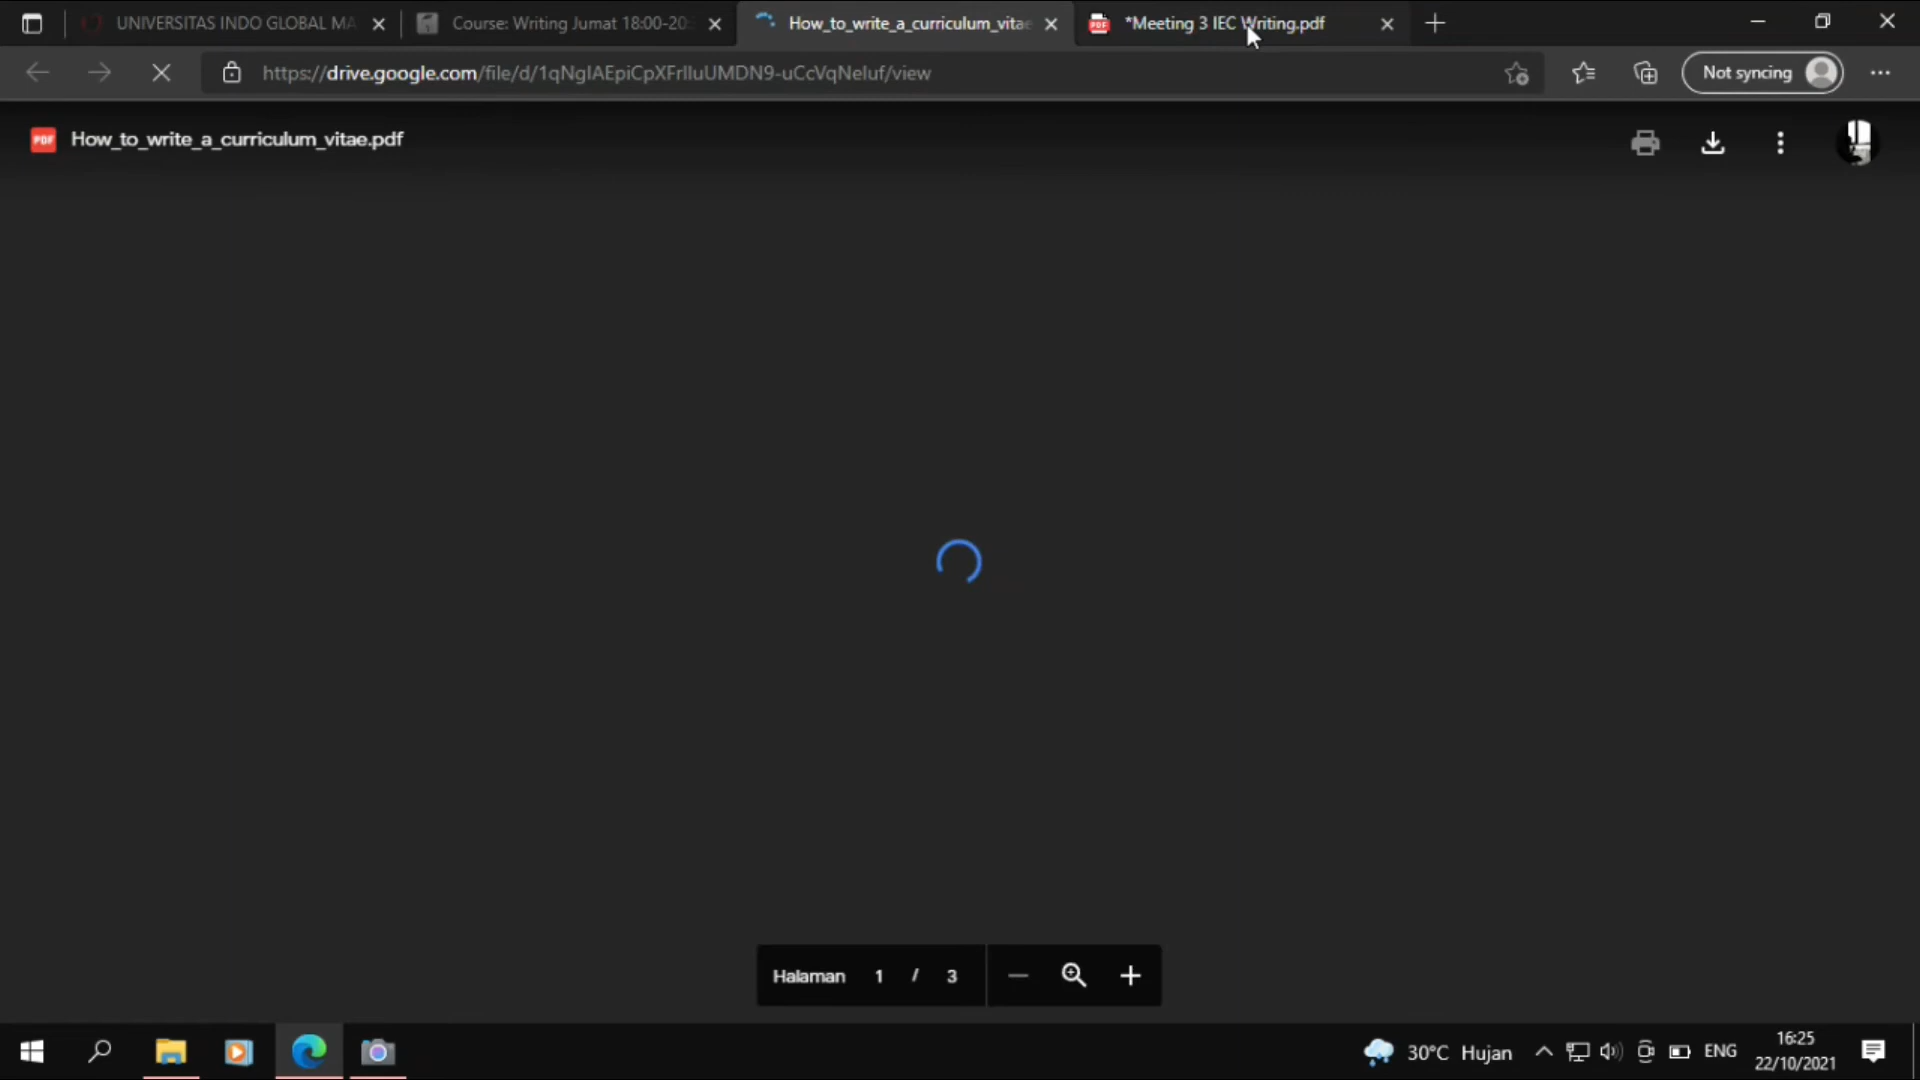 UNIVERSITAS INDO GLOBAL MA
Course: Writing Jumat 18:00-20:
How_to_write_a_curriculum_vitae
*Meeting 3 IEC Writing.pdf
https://drive.google.com/file/d/1qNglAEpiCpXFrlluUMDN9-uCcVqNeluf/view
Not syncing
PDF How_to_write_a_curriculum_vitae.pdf
Halaman 1 / 3
30°C Hujan
ENG
16:25
22/10/2021